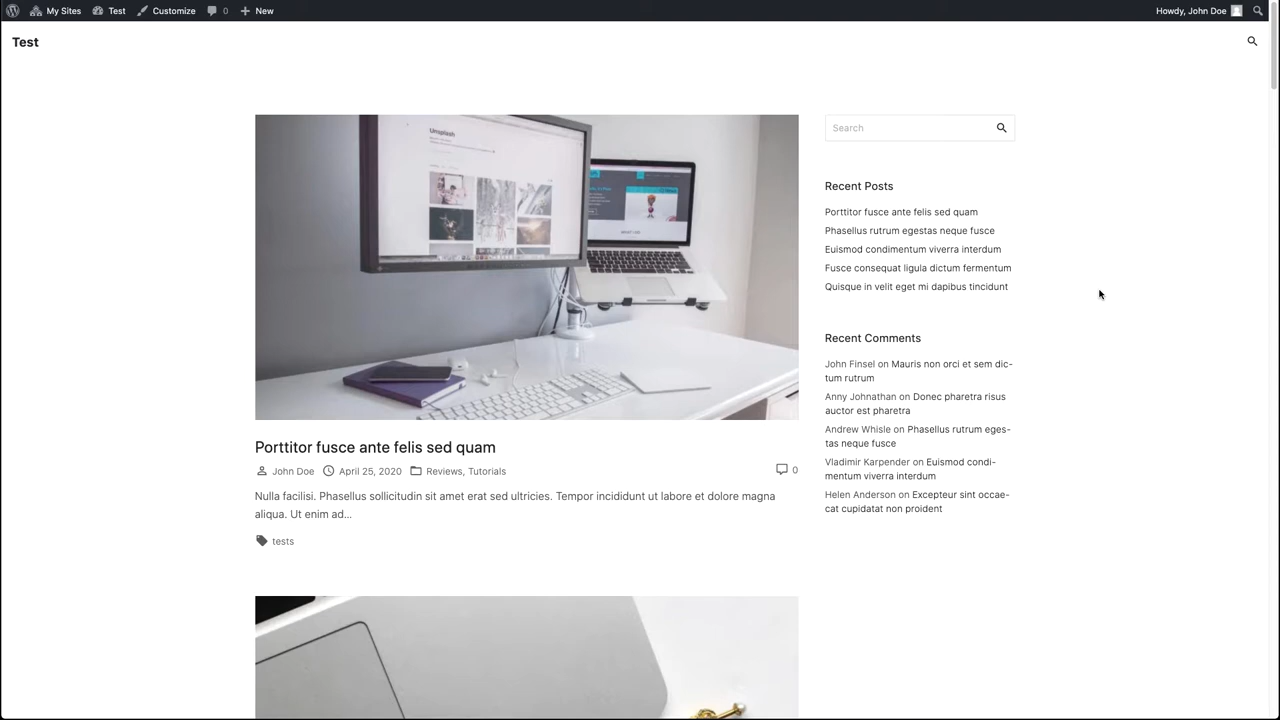 My Sites Test Customize 0 New Howdy, John Doe
Test
Unsplash
Search
Recent Posts
Porttitor fusce ante felis sed quam
Phasellus rutrum egestas neque fusce
Euismod condimentum viverra interdum
Fusce consequat ligula dictum fermentum
Quisque in velit eget mi dapibus tincidunt
Recent Comments
John Finsel on Mauris non orci et sem dic-
tum rutrum
Anny Johnathan on Donec pharetra risus
auctor est pharetra
Andrew Whisle on Phasellus rutrum eges-
tas neque fusce
Vladimir Karpender on Euismod condi-
mentum viverra interdum
Helen Anderson on Excepteur sint occae-
cat cupidatat non proident
Porttitor fusce ante felis sed quam
John Doe April 25, 2020 Reviews, Tutorials 0
Nulla facilisi. Phasellus sollicitudin sit amet erat sed ultricies. Tempor incididunt ut labore et dolore magna
aliqua. Ut enim ad...
tests